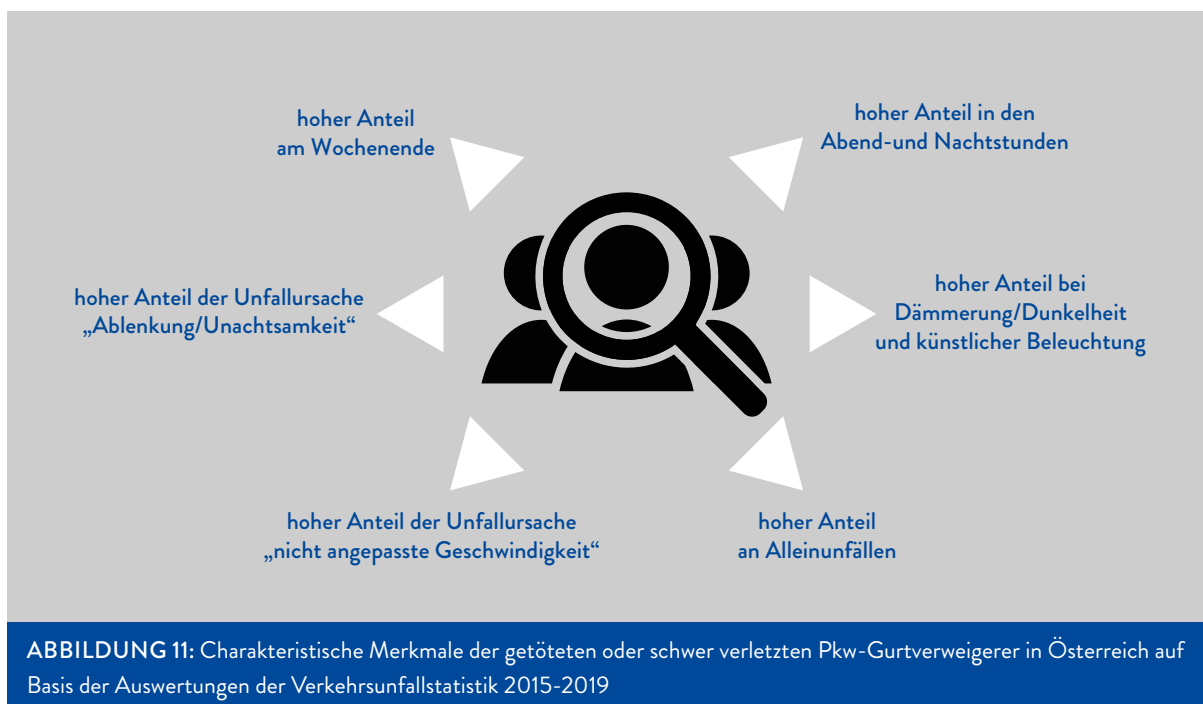 hoher Anteil
am Wochenende
hoher Anteil in den
Abend-und Nachtstunden
hoher Anteil der Unfallursache
„Ablenkung/Unachtsamkeit“
hoher Anteil bei
Dämmerung/Dunkelheit
und künstlicher Beleuchtung
hoher Anteil der Unfallursache
„nicht angepasste Geschwindigkeit“
hoher Anteil
an Alleinunfällen
ABBILDUNG 11: Charakteristische Merkmale der getöteten oder schwer verletzten Pkw-Gurtverweigerer in Österreich auf
Basis der Auswertungen der Verkehrsunfallstatistik 2015-2019